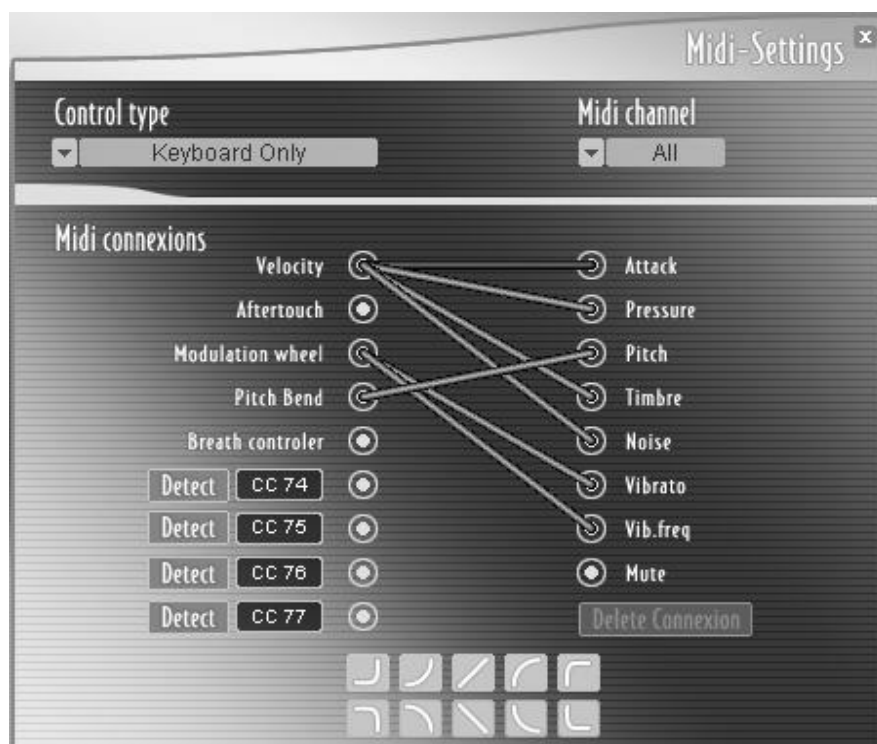 Midi-Settings x
Control type Midi channel
Keyboard Only All
Midi connexions
Velocity Attack
Aftertouch Pressure
Modulation wheel Pitch
Pitch Bend Timbre
Breath controler Noise
Detect CC 74 Vibrato
Detect CC 75 Vib.freq
Detect CC 76 Mute
Detect CC 77 Delete Connexion